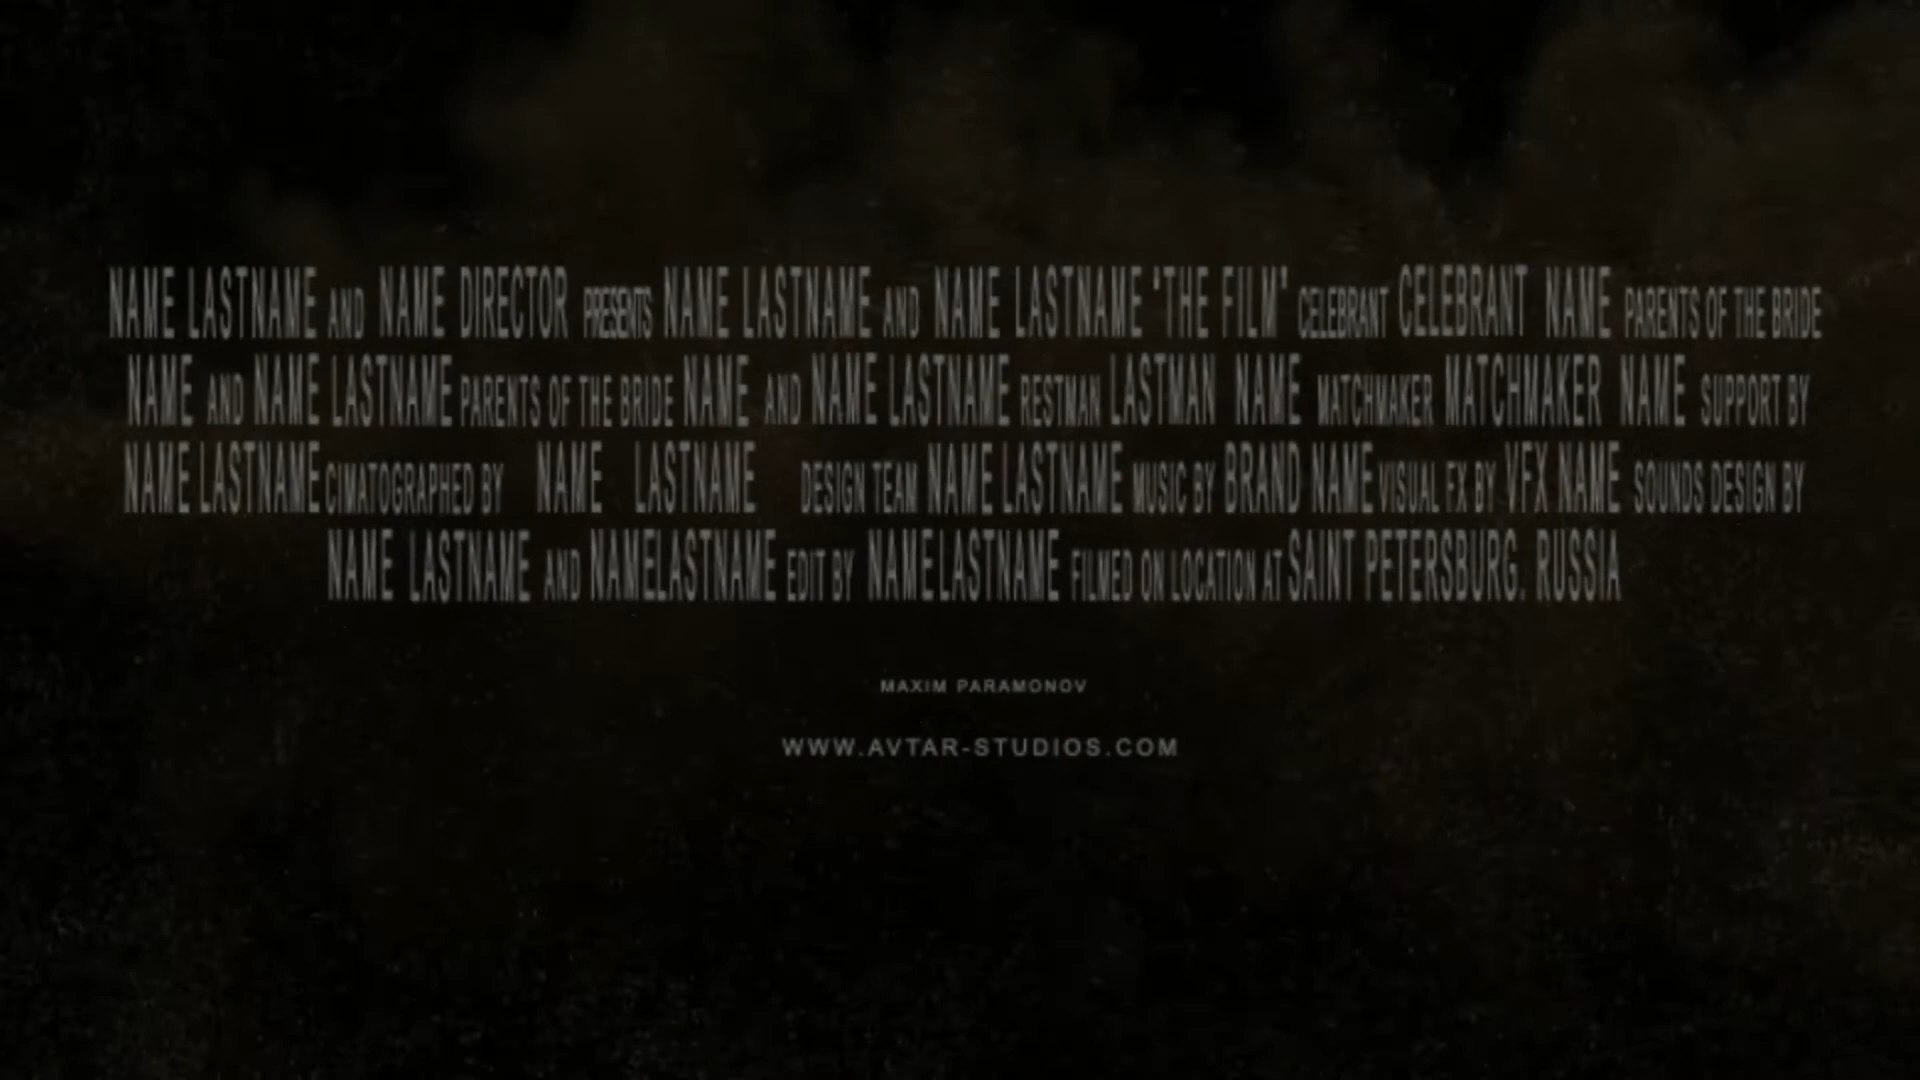 NAME LASTNAME AND NAME DIRECTOR PRESENTS NAME LASTNAME AND NAME LASTNAME "THE FILM" CELEBRANT CELEBRANT NAME PARENTS OF THE BRIDE
NAME AND NAME LASTNAME PARENTS OF THE BRIDE NAME AND NAME LASTNAME RESTMAN LASTMAN NAME MATCHMAKER MATCHMAKER NAME SUPPORT BY
NAME LASTNAME CIMATOGRAPHED BY NAME LASTNAME DESIGN TEAM NAME LASTNAME MUSIC BY BRAND NAME VISUAL FX BY VFX NAME SOUNDS DESIGN BY
NAME LASTNAME AND NAMELASTNAME EDIT BY NAMELASTNAME FILMED ON LOCATION AT SAINT PETERSBURG. RUSSIA
MAXIM PARAMONOV
WWW.AVTAR-STUDIOS.COM